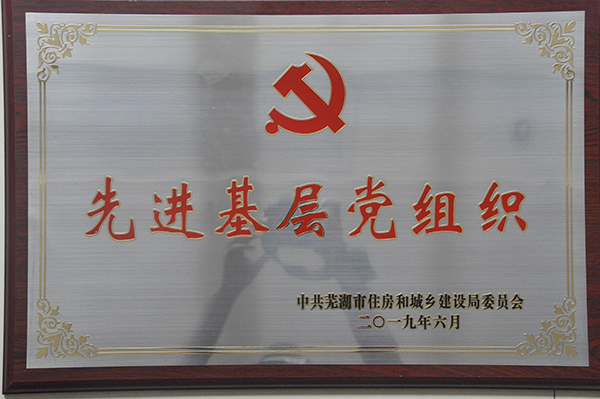 先进基层党组织
中共芜湖市住房和城乡建设局委员会
二〇一九年六月